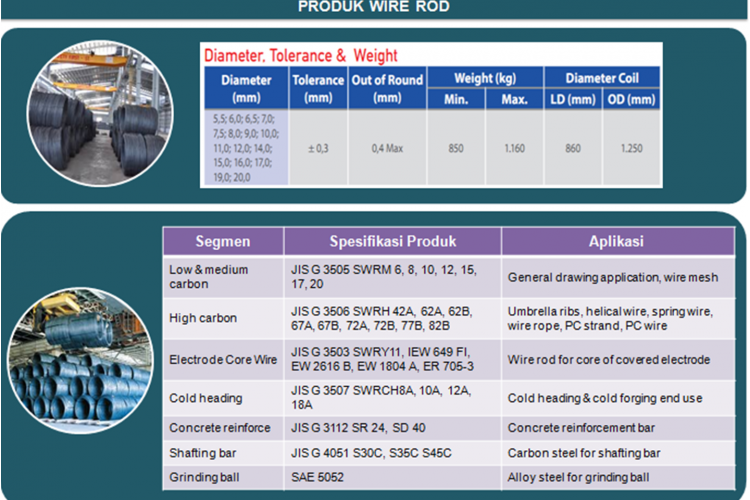 PRODUK WIRE ROD
Diameter, Tolerance & Weight
Diameter (mm) Tolerance (mm) Out of Round (mm) Weight (kg) Diameter Coil
Min. Max. LD (mm) OD (mm)
5,5; 6,0; 6,5; 7,0;
7,5; 8,0; 9,0; 10,0;
11,0; 12,0; 14,0;
15,0; 16,0; 17,0;
19,0; 20,0
± 0,3 0,4 Max 850 1.160 860 1.250
Segmen Spesifikasi Produk Aplikasi
Low & medium carbon JIS G 3505 SWRM 6, 8, 10, 12, 15, 17, 20 General drawing application, wire mesh
High carbon JIS G 3506 SWRH 42A, 62A, 62B, 67A, 67B, 72A, 72B, 77B, 82B Umbrella ribs, helical wire, spring wire, wire rope, PC strand, PC wire
Electrode Core Wire JIS G 3503 SWRY11, IEW 649 FI, EW 2616 B, EW 1804 A, ER 705-3 Wire rod for core of covered electrode
Cold heading JIS G 3507 SWRCH8A, 10A, 12A, 18A Cold heading & cold forging end use
Concrete reinforce JIS G 3112 SR 24, SD 40 Concrete reinforcement bar
Shafting bar JIS G 4051 S30C, S35C S45C Carbon steel for shafting bar
Grinding ball SAE 5052 Alloy steel for grinding ball